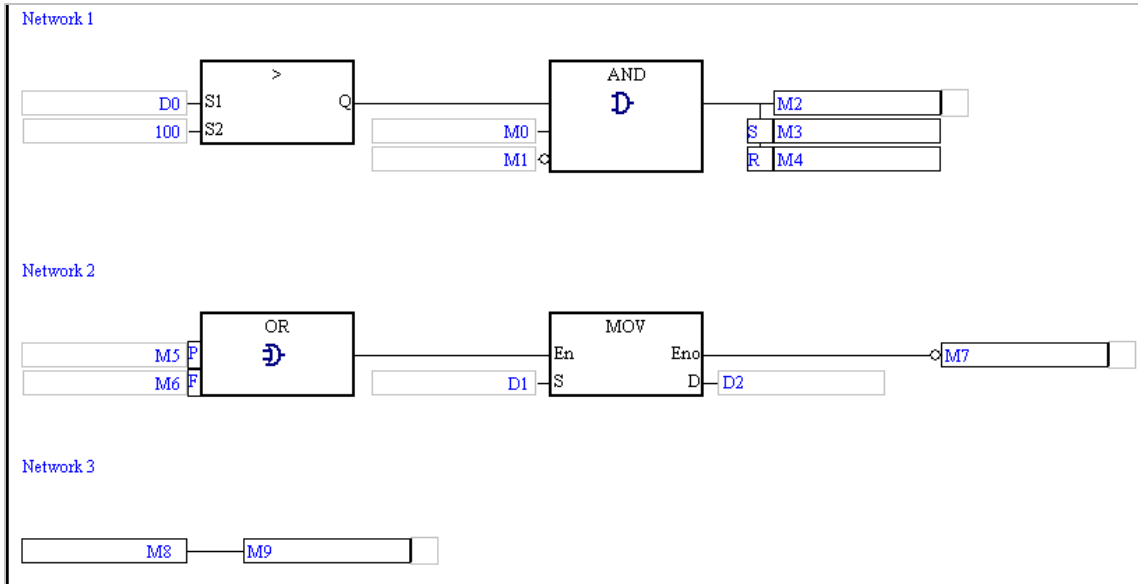 Network 1
> AND
D0 S1 Q M2
100 S2 M0 S M3
M1 R M4
Network 2
OR MOV
M5 P En Eno M7
M6 F D1 S D D2
Network 3
M8 M9